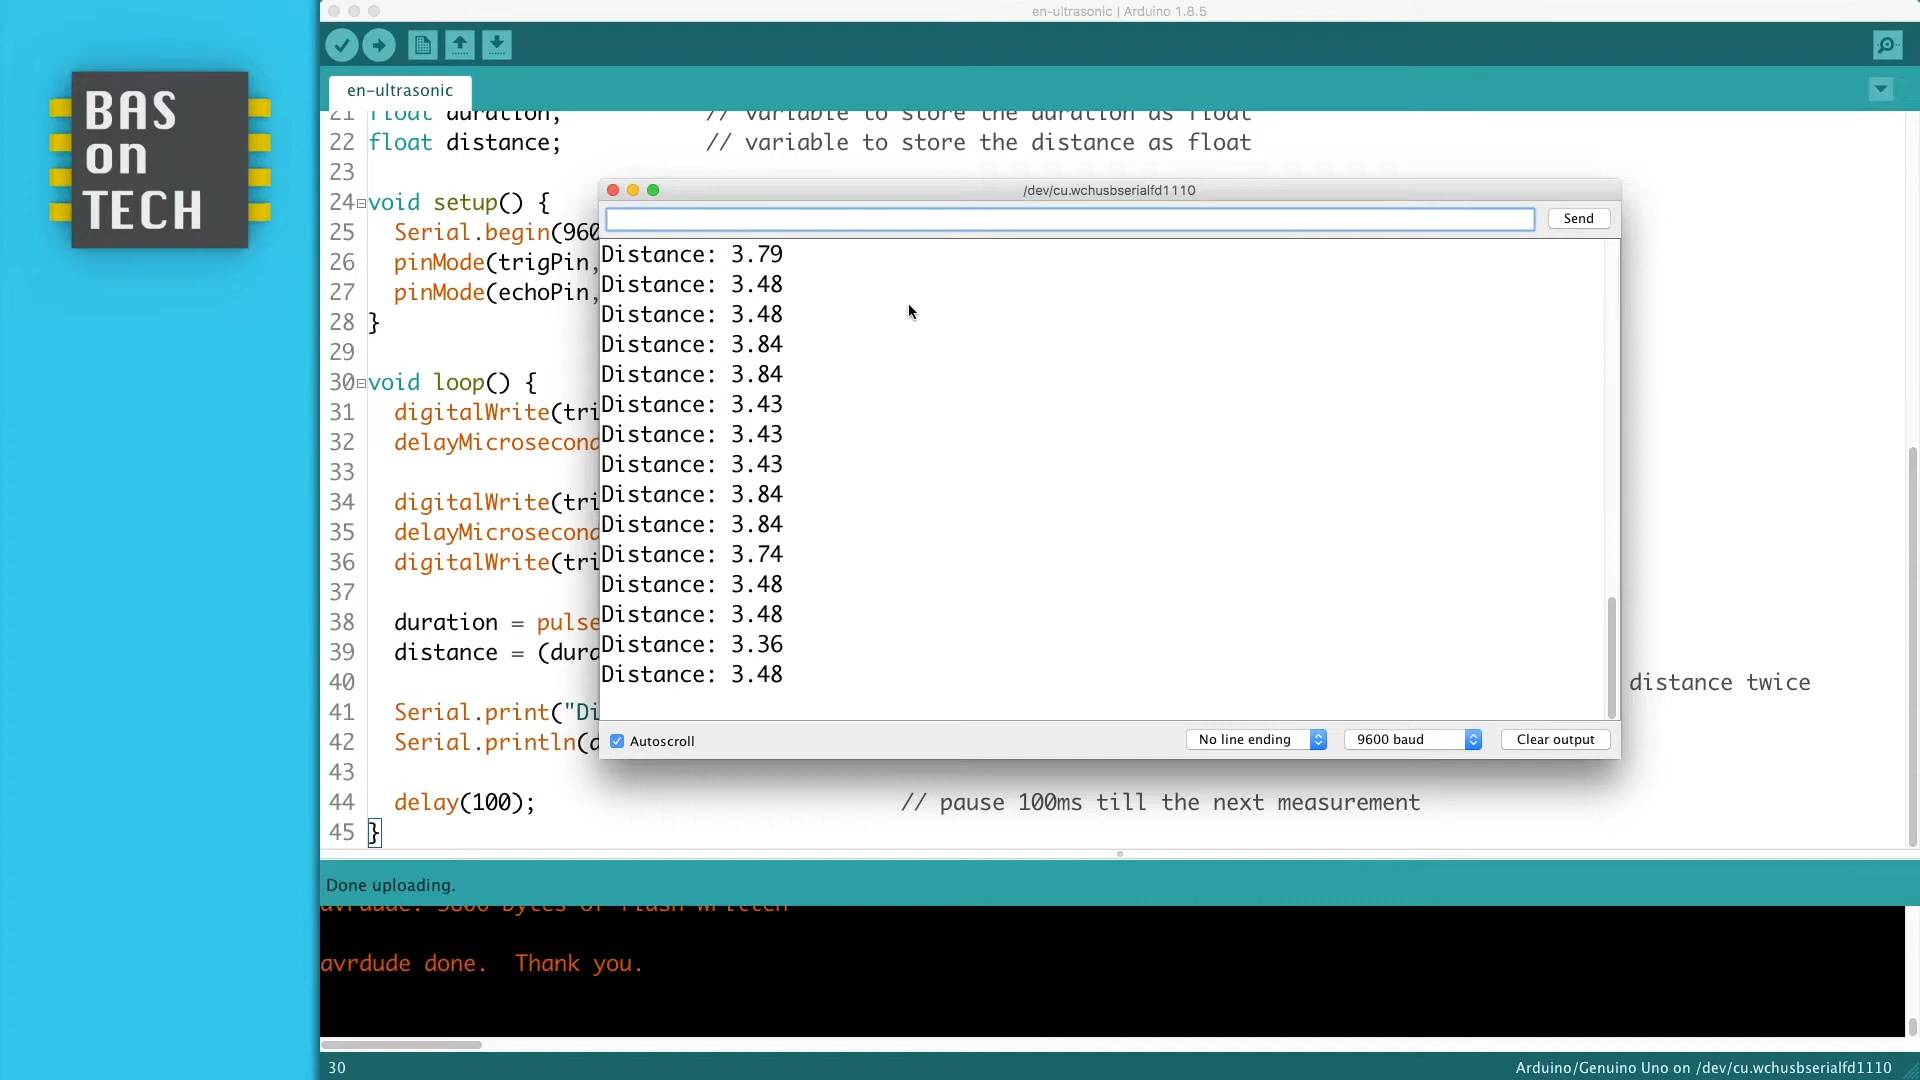 en-ultrasonic | Arduino 1.8.5
BAS
on
TECH
en-ultrasonic
21 float duration; // variable to store the duration as float
22 float distance; // variable to store the distance as float
23
24 void setup() {
25 Serial.begin(960
26 pinMode(trigPin,
27 pinMode(echoPin,
28 }
29
30 void loop() {
31 digitalWrite(tri
32 delayMicrosecond
33
34 digitalWrite(tri
35 delayMicrosecond
36 digitalWrite(tri
37
38 duration = pulse
39 distance = (dura
40 distance twice
41 Serial.print("Di
42 Serial.println(d
43
44 delay(100); // pause 100ms till the next measurement
45 }
/dev/cu.wchusbserialfd1110
Send
Distance: 3.79
Distance: 3.48
Distance: 3.48
Distance: 3.84
Distance: 3.84
Distance: 3.43
Distance: 3.43
Distance: 3.43
Distance: 3.84
Distance: 3.84
Distance: 3.74
Distance: 3.48
Distance: 3.48
Distance: 3.36
Distance: 3.48
Autoscroll
No line ending
9600 baud
Clear output
Done uploading.
bytes of flash written
avrdude done. Thank you.
30
Arduino/Genuino Uno on /dev/cu.wchusbserialfd1110